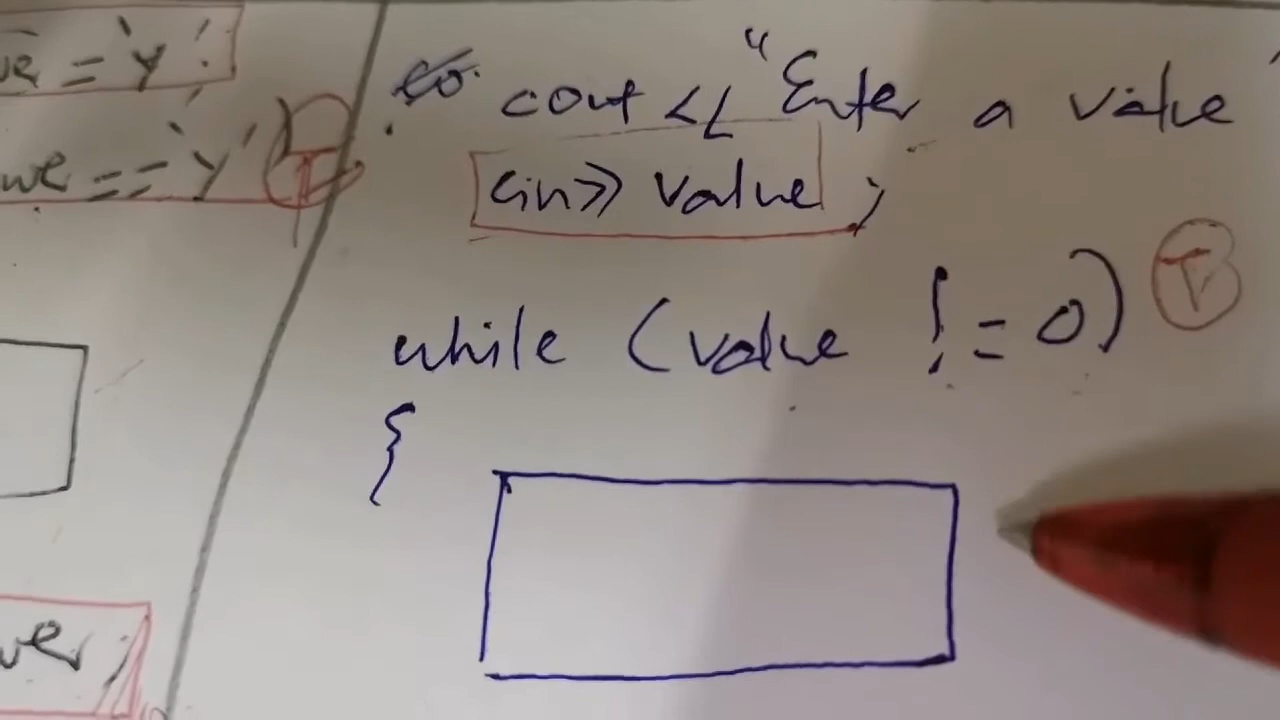 = 'Y'.
== 'Y' T
cout << "Enter a value
cin >> value ;
while (value != 0) T
{
;